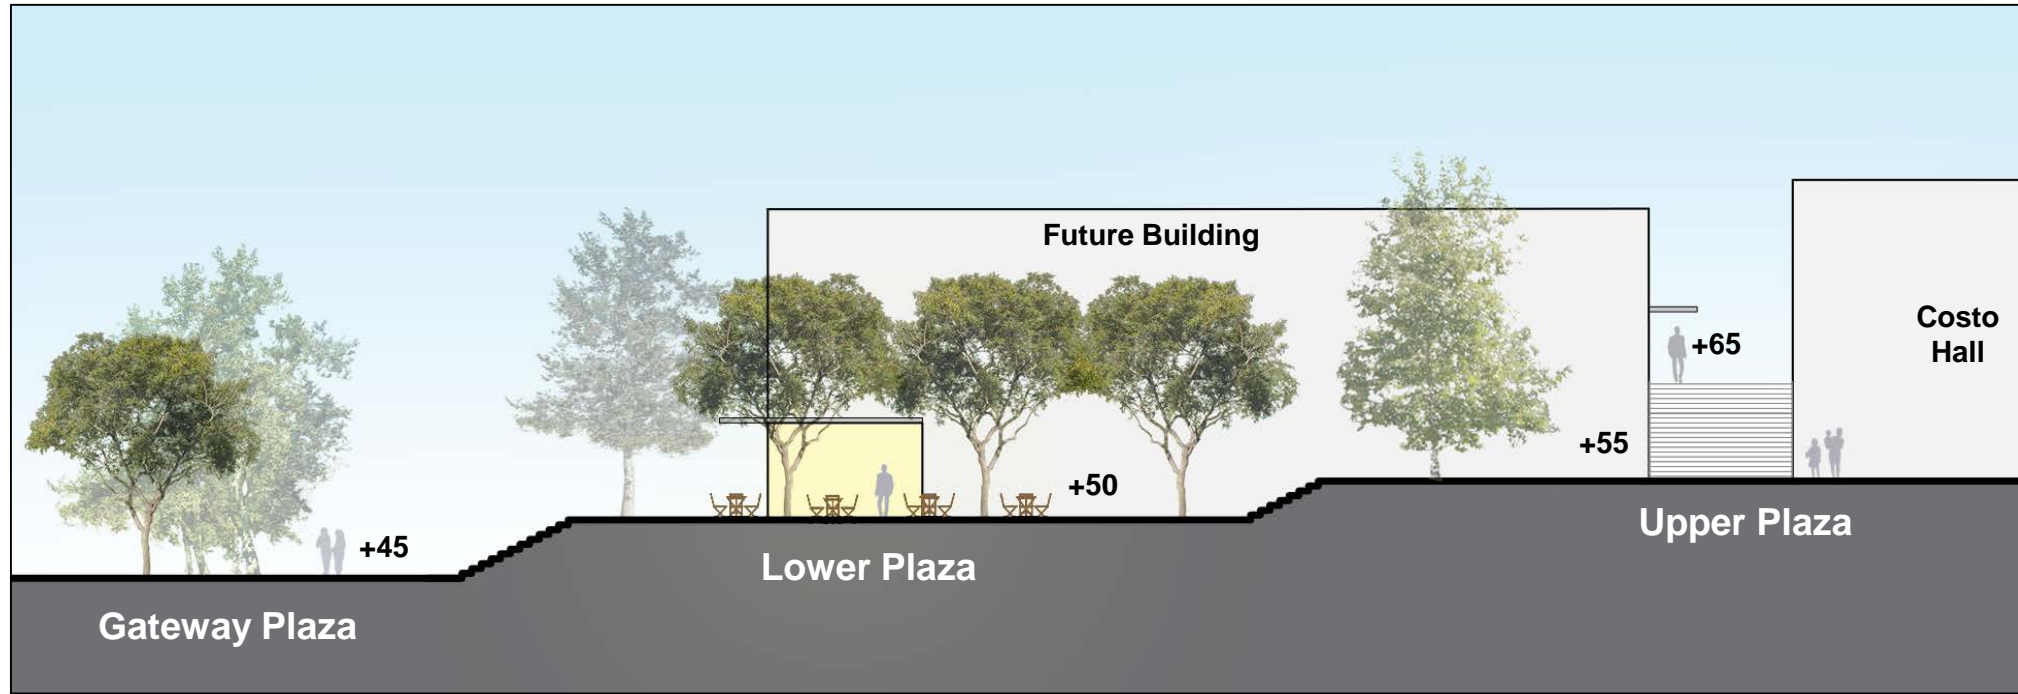 Future Building
Costo
Hall
+65
+55
+50
+45
Upper Plaza
Lower Plaza
Gateway Plaza